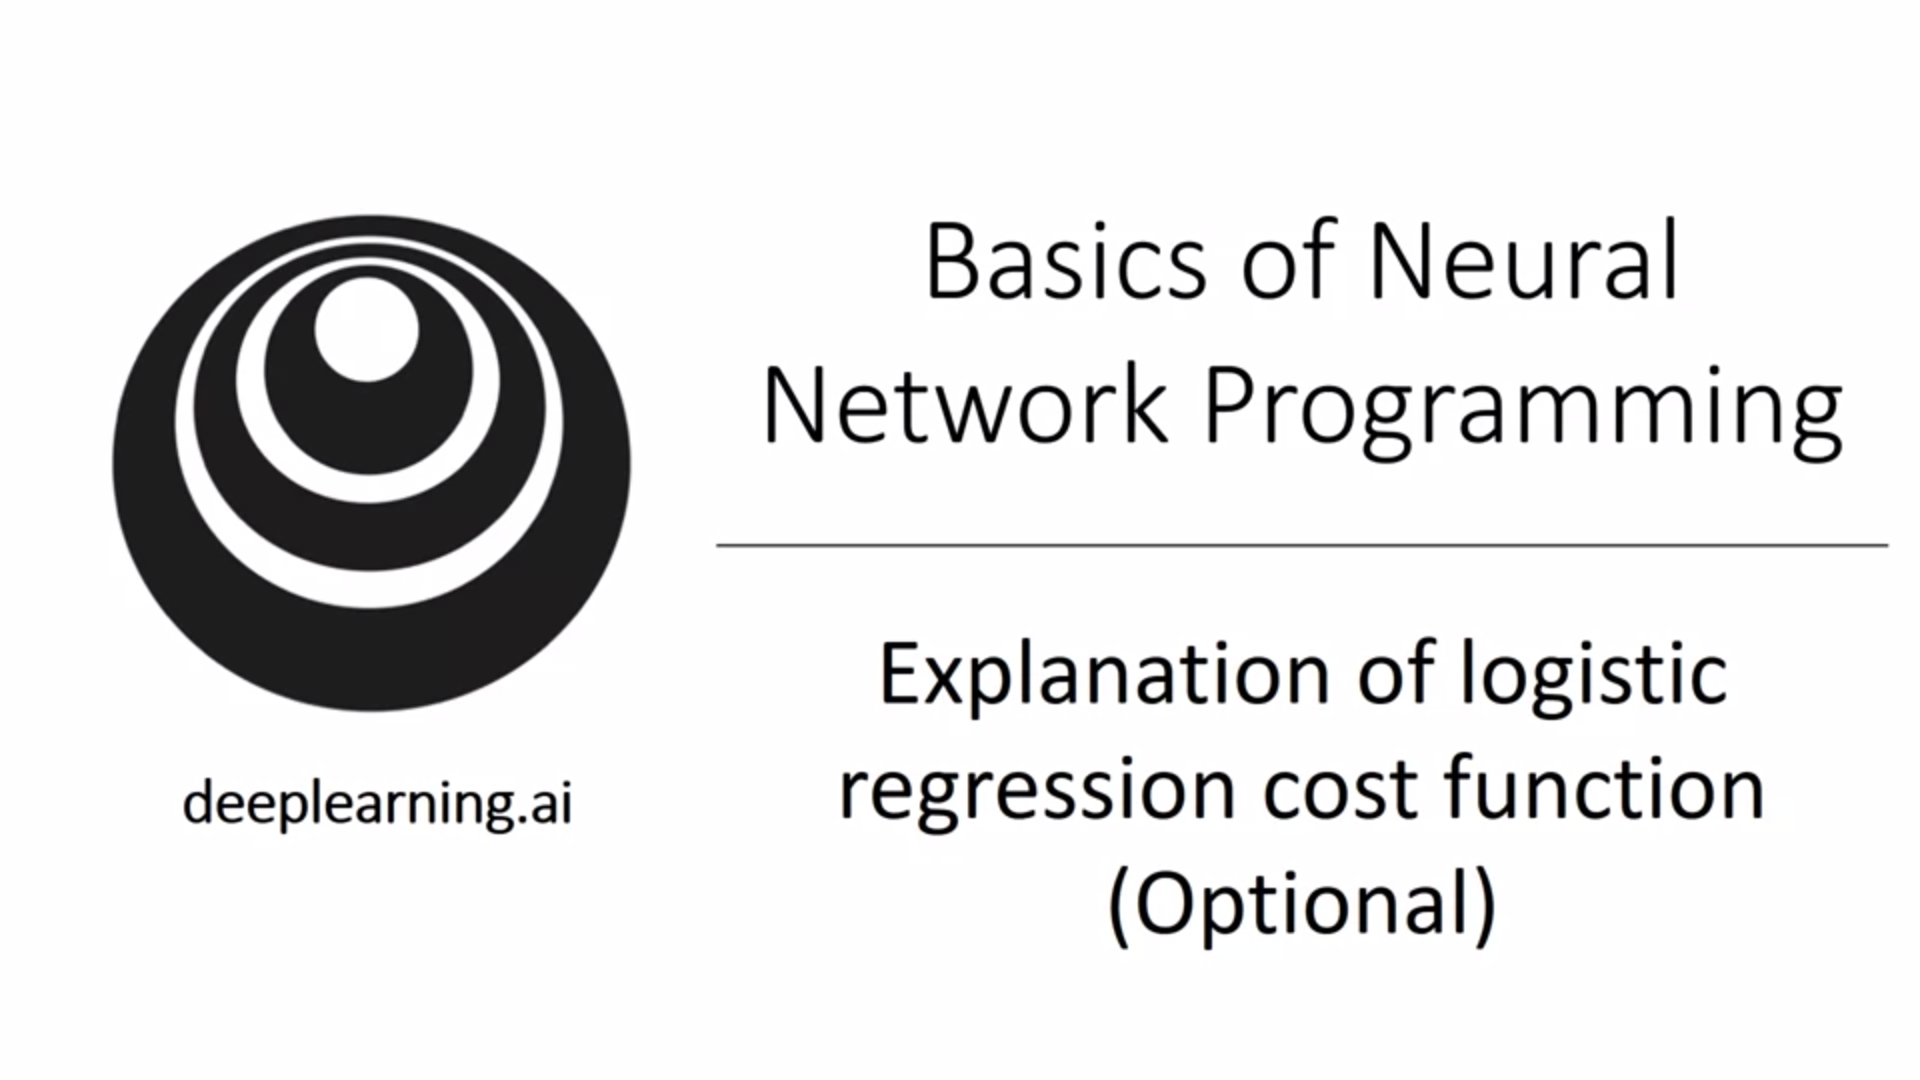 Basics of Neural
Network Programming
Explanation of logistic
regression cost function
(Optional)
deeplearning.ai